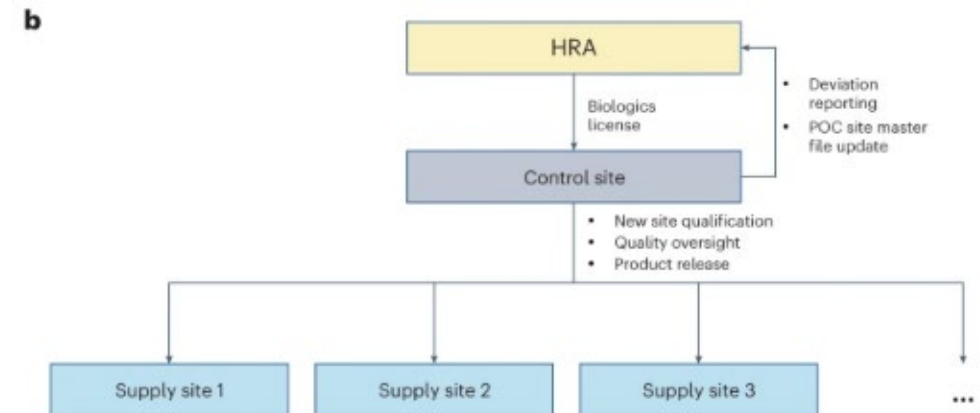 b
HRA
Biologics
license
• Deviation
reporting
• POC site master
file update
Control site
• New site qualification
• Quality oversight
• Product release
Supply site 1
Supply site 2
Supply site 3
...